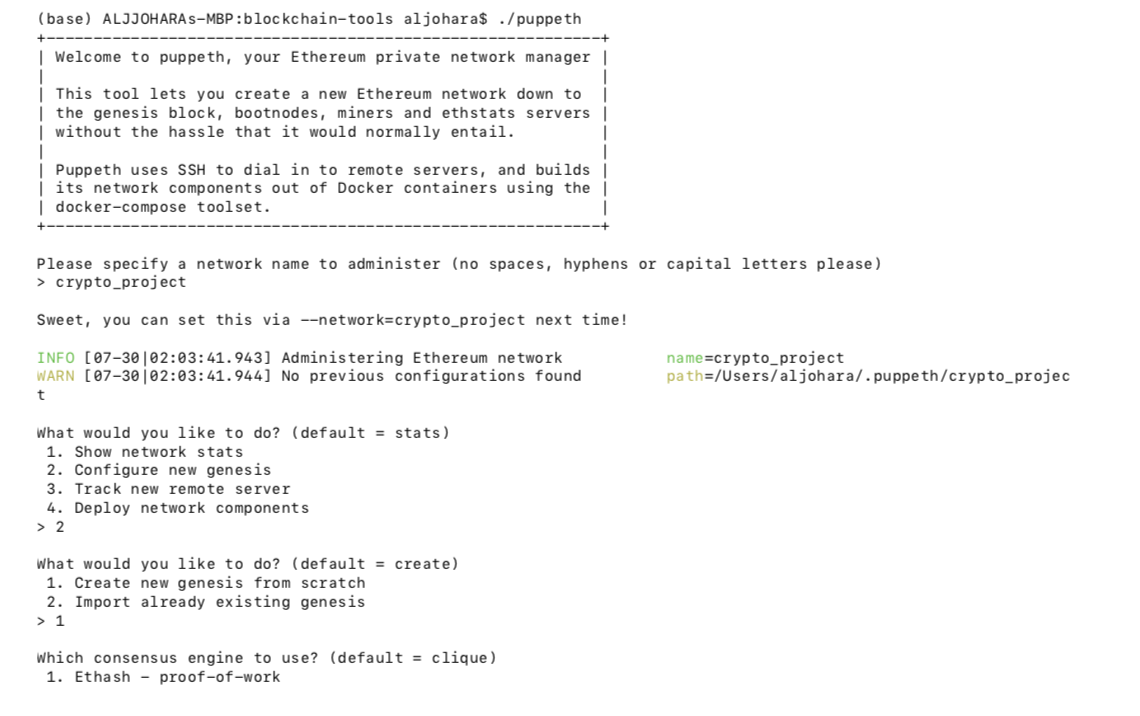 (base) ALJJOHARAs-MBP:blockchain-tools aljohara$ ./puppeth
+-----------------------------------------------------------+
| Welcome to puppeth, your Ethereum private network manager |
|                                                           |
| This tool lets you create a new Ethereum network down to  |
| the genesis block, bootnodes, miners and ethstats servers |
| without the hassle that it would normally entail.         |
|                                                           |
| Puppeth uses SSH to dial in to remote servers, and builds |
| its network components out of Docker containers using the |
| docker-compose toolset.                                   |
+-----------------------------------------------------------+
Please specify a network name to administer (no spaces, hyphens or capital letters please)
> crypto_project
Sweet, you can set this via --network=crypto_project next time!
INFO [07-30|02:03:41.943] Administering Ethereum network           name=crypto_project
WARN [07-30|02:03:41.944] No previous configurations found         path=/Users/aljohara/.puppeth/crypto_projec
t
What would you like to do? (default = stats)
 1. Show network stats
 2. Configure new genesis
 3. Track new remote server
 4. Deploy network components
> 2
What would you like to do? (default = create)
 1. Create new genesis from scratch
 2. Import already existing genesis
> 1
Which consensus engine to use? (default = clique)
 1. Ethash - proof-of-work